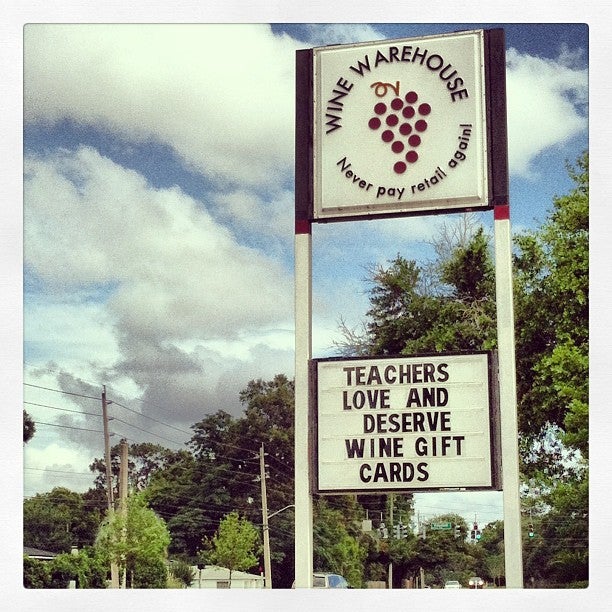 WINE WAREHOUSE
Never pay retail again!
TEACHERS
LOVE AND
DESERVE
WINE GIFT
CARDS